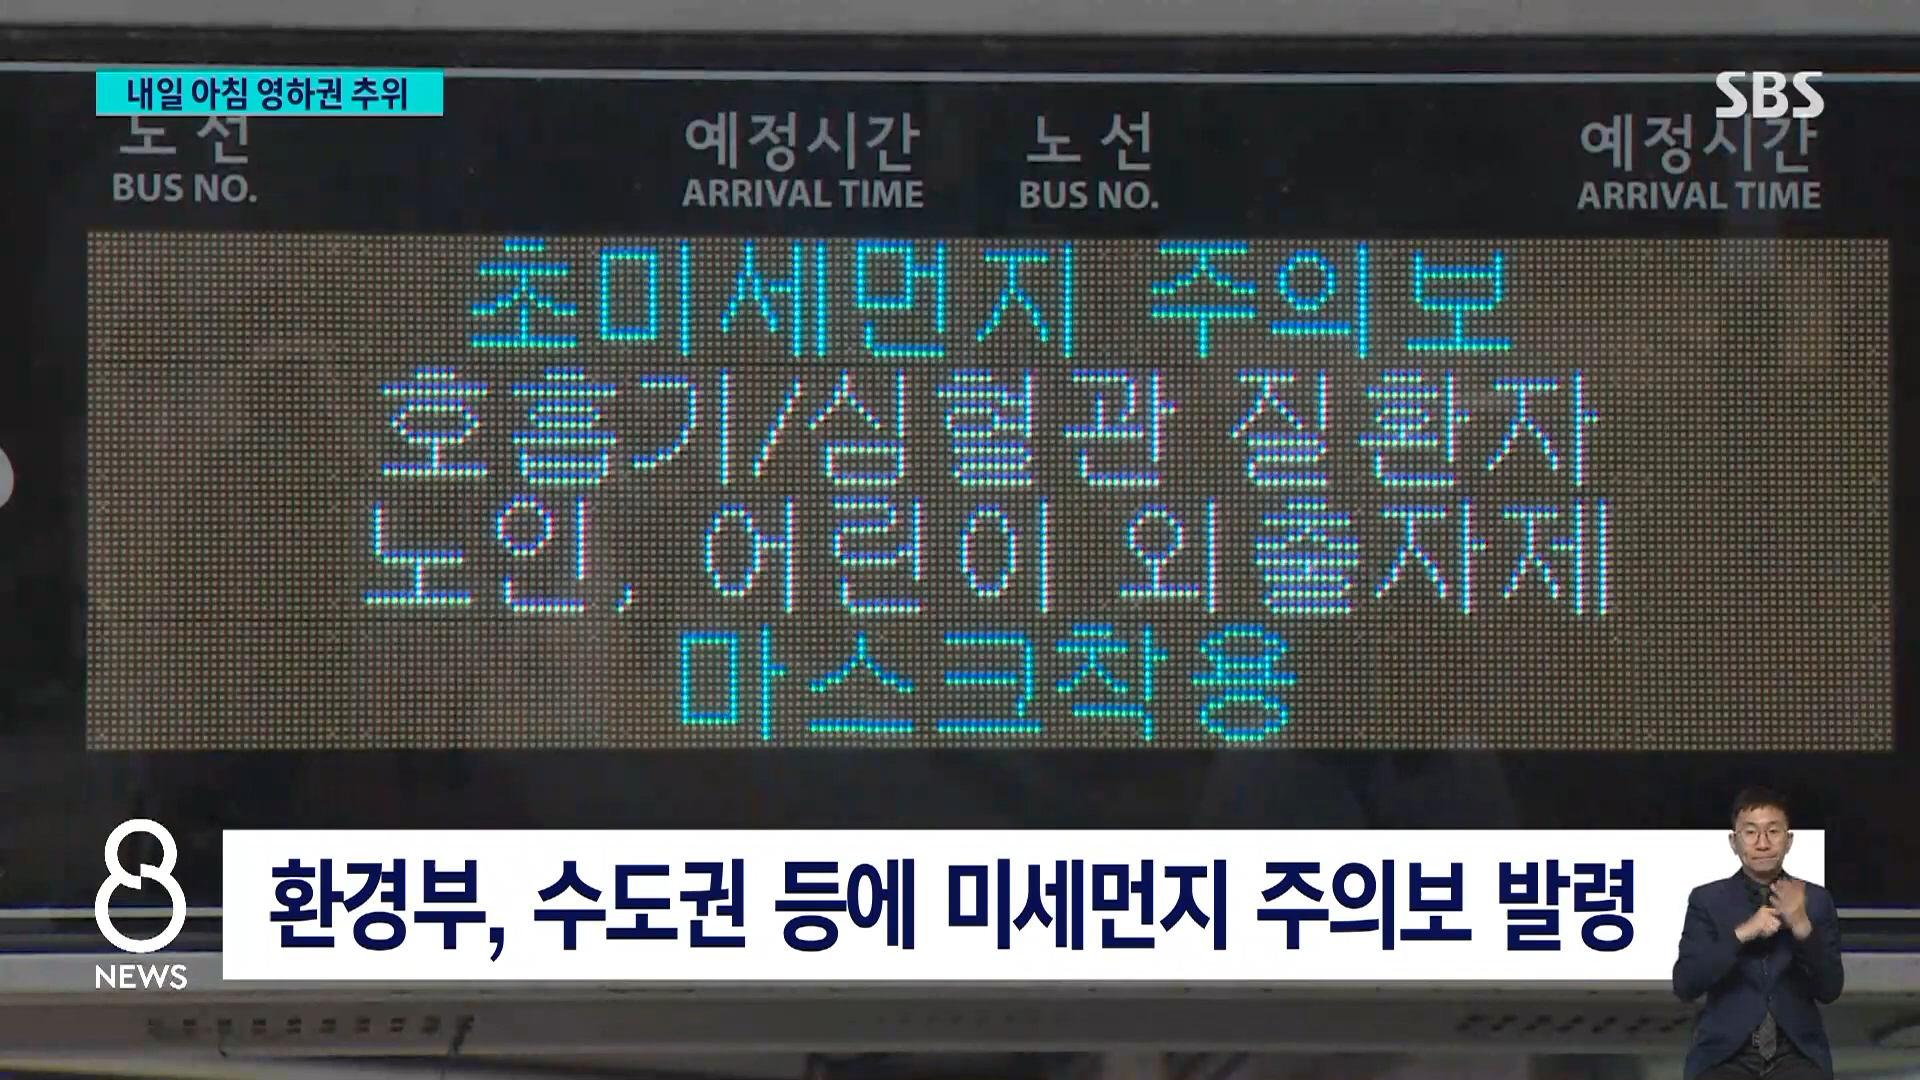 내일 아침 영하권 추위
SBS
노 선
BUS NO.
예정시간
ARRIVAL TIME
노 선
BUS NO.
예정시간
ARRIVAL TIME
초미세먼지 주의보
호흡기/심혈관 질환자
노인, 어린이 외출자제
마스크착용
8
NEWS
환경부, 수도권 등에 미세먼지 주의보 발령